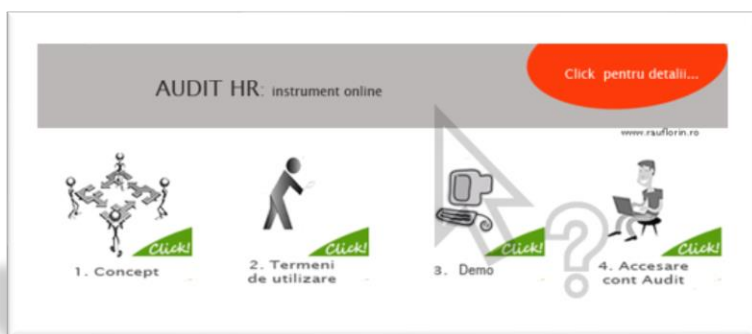 AUDIT HR: instrument online
Click pentru detalii...
www.rauflorin.ro
Click!
1. Concept
Click!
2. Termeni
de utilizare
Click!
3. Demo
Click!
4. Accesare
cont Audit